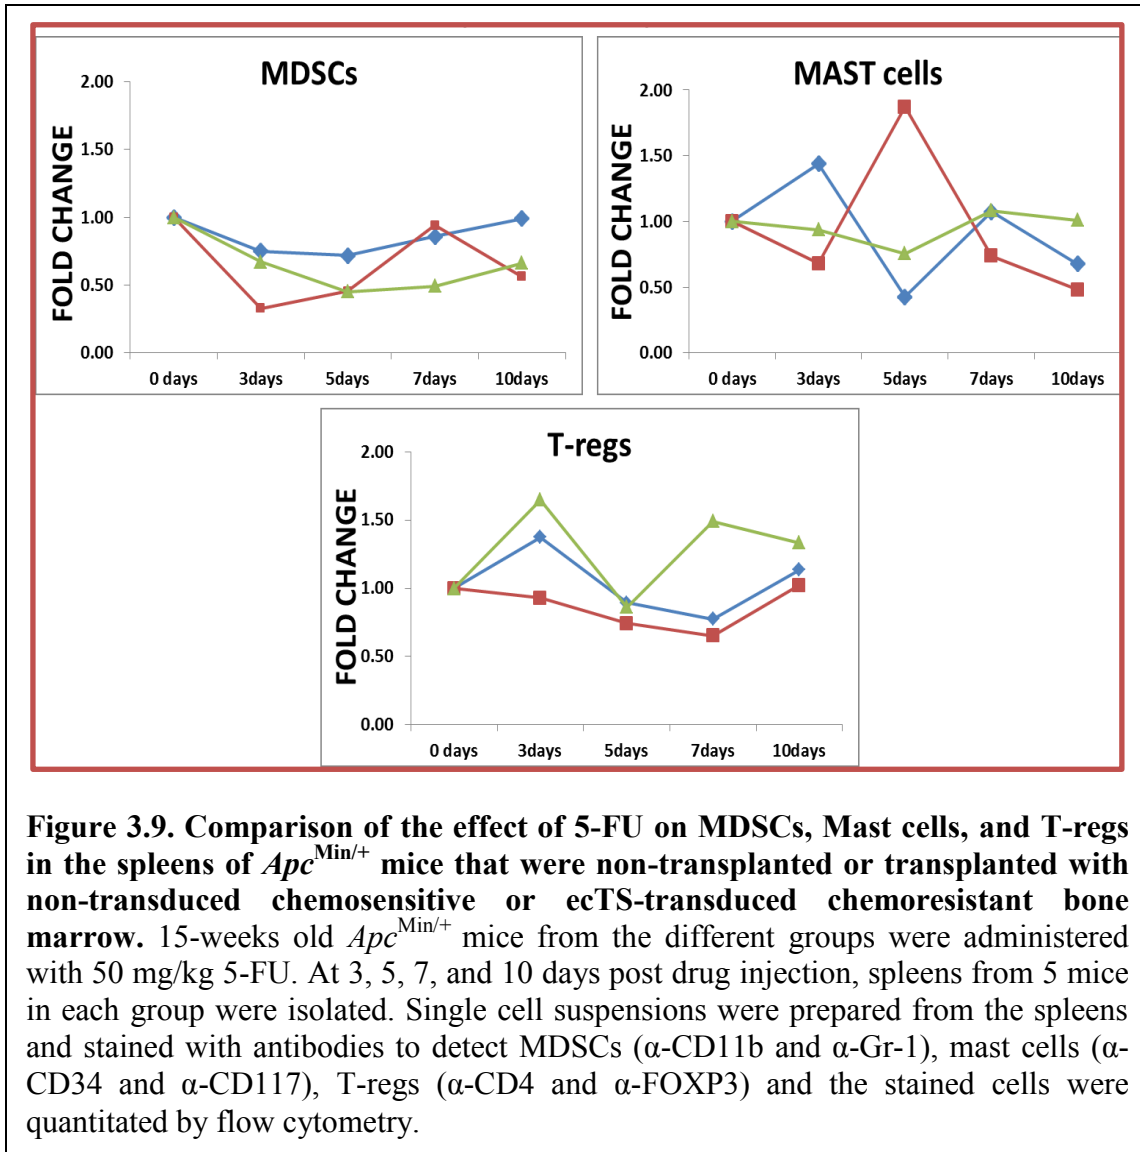 MDSCs
FOLD CHANGE
2.00
1.50
1.00
0.50
0.00
0 days 3days 5days 7days 10days
MAST cells
FOLD CHANGE
2.00
1.50
1.00
0.50
0.00
0 days 3days 5days 7days 10days
T-regs
FOLD CHANGE
2.00
1.50
1.00
0.50
0.00
0 days 3days 5days 7days 10days
Figure 3.9. Comparison of the effect of 5-FU on MDSCs, Mast cells, and T-regs
in the spleens of Apc^Min/+ mice that were non-transplanted or transplanted with
non-transduced chemosensitive or ecTS-transduced chemoresistant bone
marrow. 15-weeks old Apc^Min/+ mice from the different groups were administered
with 50 mg/kg 5-FU. At 3, 5, 7, and 10 days post drug injection, spleens from 5 mice
in each group were isolated. Single cell suspensions were prepared from the spleens
and stained with antibodies to detect MDSCs (α-CD11b and α-Gr-1), mast cells (α-
CD34 and α-CD117), T-regs (α-CD4 and α-FOXP3) and the stained cells were
quantitated by flow cytometry.